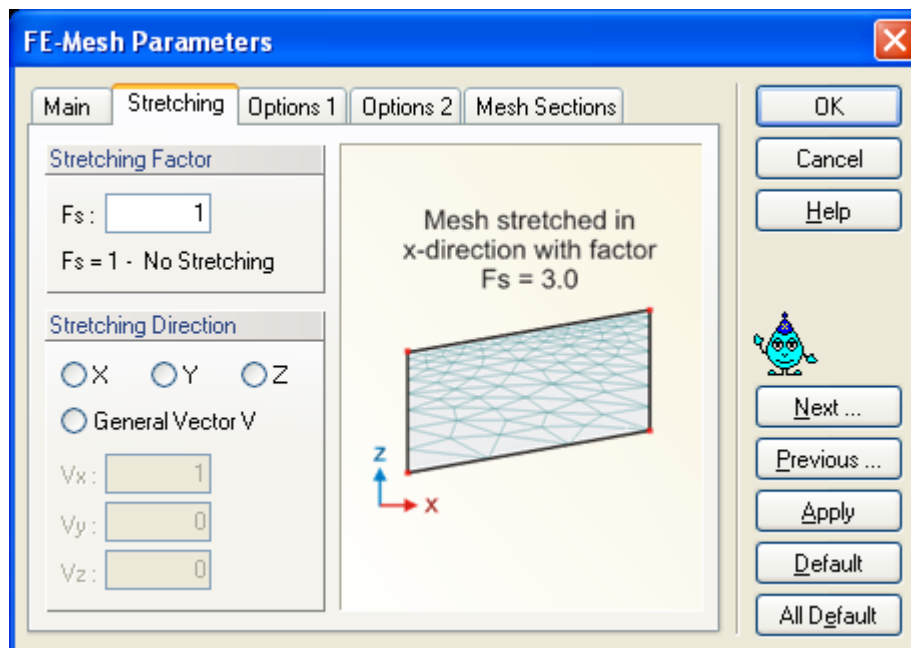 FE-Mesh Parameters
Main Stretching Options 1 Options 2 Mesh Sections
Stretching Factor
Fs : 1
Fs = 1 - No Stretching
Stretching Direction
X Y Z
General Vector V
Vx : 1
Vy : 0
Vz : 0
Mesh stretched in
x-direction with factor
Fs = 3.0
Z
X
OK
Cancel
Help
Next ...
Previous ...
Apply
Default
All Default